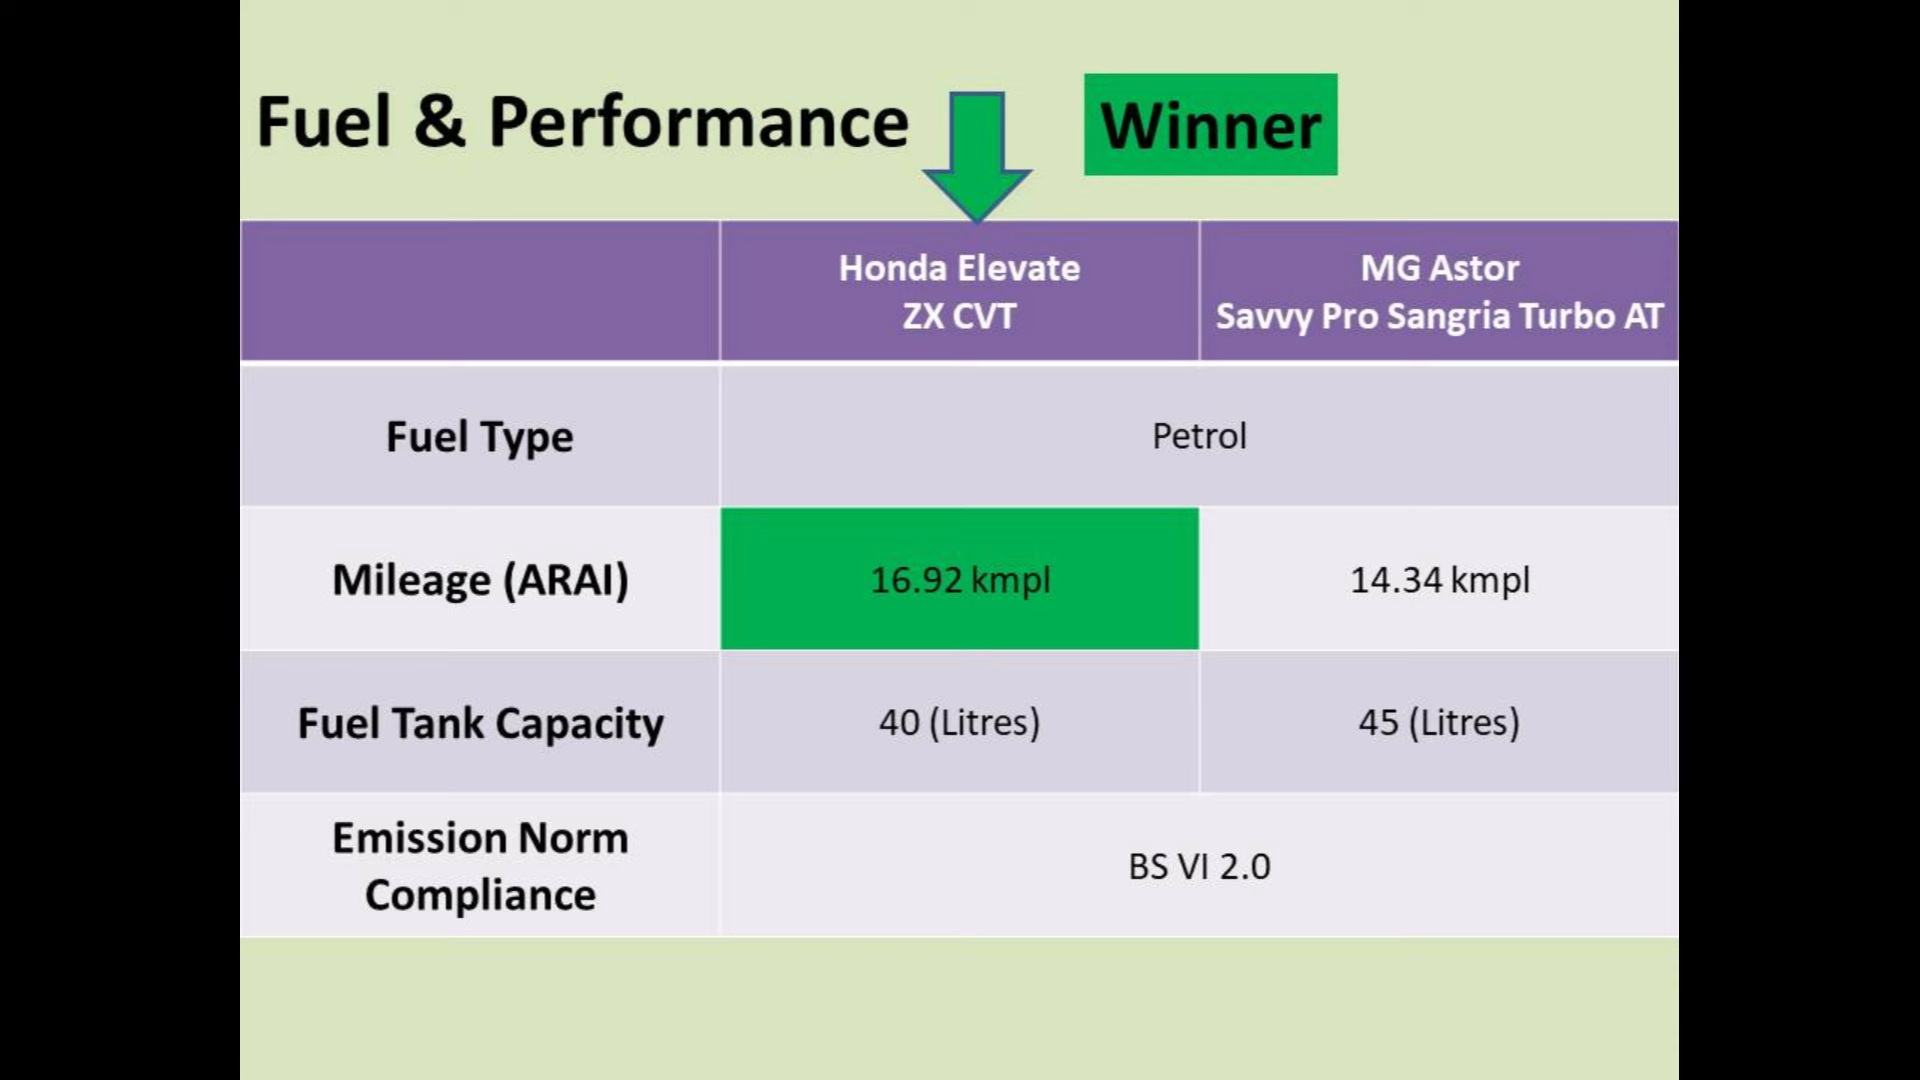 Fuel & Performance
Winner
Honda Elevate
ZX CVT
MG Astor
Savvy Pro Sangria Turbo AT
Fuel Type
Petrol
Mileage (ARAI)
16.92 kmpl
14.34 kmpl
Fuel Tank Capacity
40 (Litres)
45 (Litres)
Emission Norm
Compliance
BS VI 2.0